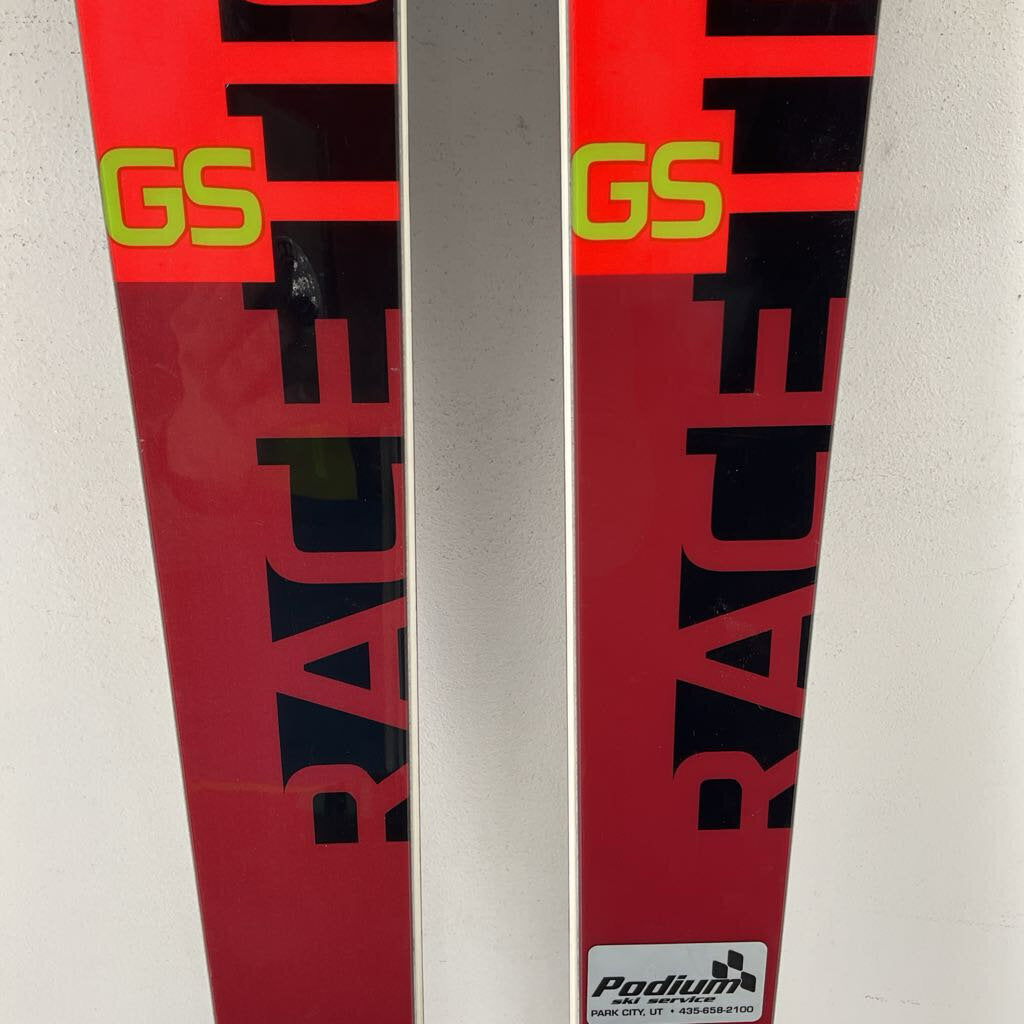 GS
GS
RACE
RACE
Podium
ski service
PARK CITY, UT • 435-658-2100